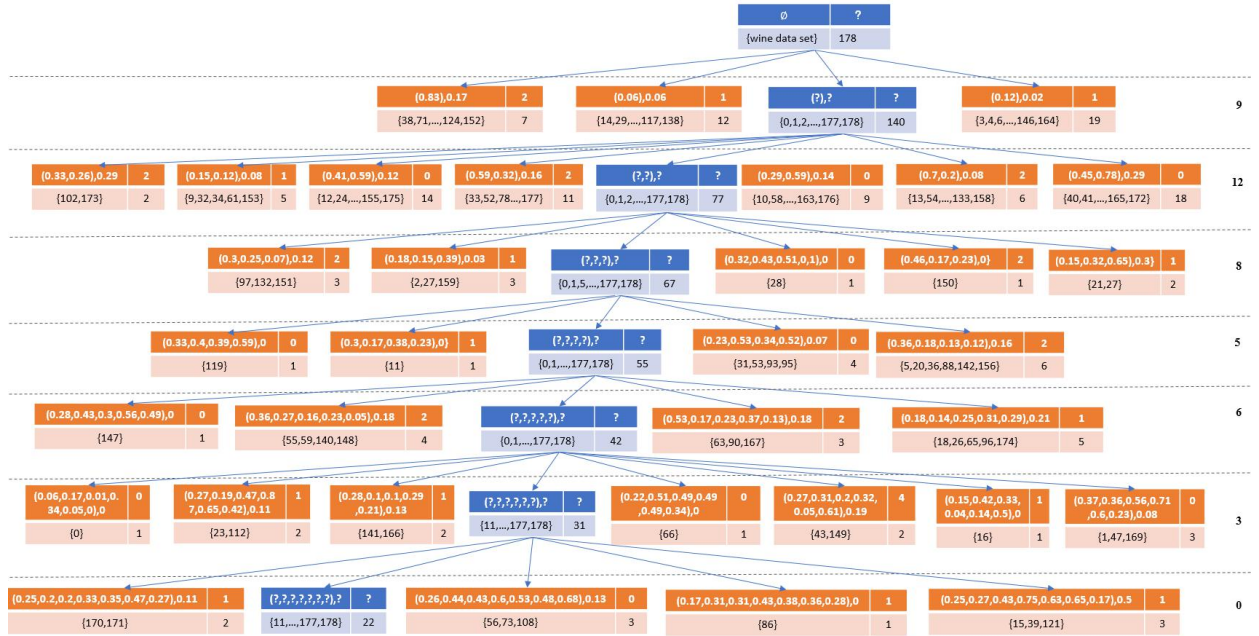 ∅ ?
{wine data set} 178
(0.83),0.17 2 (0.06),0.06 1 (?),? ? (0.12),0.02 1 9
{38,71,...,124,152} 7 {14,29,...,117,138} 12 {0,1,2,...,177,178} 140 {3,4,6,...,146,164} 19
(0.33,0.26),0.29 2 (0.15,0.12),0.08 1 (0.41,0.59),0.12 0 (0.59,0.32),0.16 2 (?,?),? ? (0.29,0.59),0.14 0 (0.7,0.2),0.08 2 (0.45,0.78),0.29 0 12
{102,173} 2 {9,32,34,61,153} 5 {12,24,...,155,175} 14 {33,52,78...,177} 11 {0,1,2...,177,178} 77 {10,58,...,163,176} 9 {13,54,...,133,158} 6 {40,41,...,165,172} 18
(0.3,0.25,0.07),0.12 2 (0.18,0.15,0.39),0.03 1 (?,?,?),? ? (0.32,0.43,0.51,0,1),0 0 (0.46,0.17,0.23),0} 2 (0.15,0.32,0.65),0.3} 1 8
{97,132,151} 3 {2,27,159} 3 {0,1,5,...,177,178} 67 {28} 1 {150} 1 {21,27} 2
(0.33,0.4,0.39,0.59),0 0 (0.3,0.17,0.38,0.23),0} 1 (?,?,?,?),? ? (0.23,0.53,0.34,0.52),0.07 0 (0.36,0.18,0.13,0.12),0.16 2 5
{119} 1 {11} 1 {0,1,...,177,178} 55 {31,53,93,95} 4 {5,20,36,88,142,156} 6
(0.28,0.43,0.3,0.56,0.49),0 0 (0.36,0.27,0.16,0.23,0.05),0.18 2 (?,?,?,?,?),? ? (0.53,0.17,0.23,0.37,0.13),0.18 2 (0.18,0.14,0.25,0.31,0.29),0.21 1 6
{147} 1 {55,59,140,148} 4 {0,1,...,177,178} 42 {63,90,167} 3 {18,26,65,96,174} 5
(0.06,0.17,0.01,0. 0 (0.27,0.19,0.47,0.8 1 (0.28,0.1,0.1,0.29 1 (?,?,?,?,?,?),? ? (0.22,0.51,0.49,0.49 0 (0.27,0.31,0.2,0.32, 4 (0.15,0.42,0.33, 1 (0.37,0.36,0.56,0.71 0
34,0.05,0),0 7,0.65,0.42),0.11 ,0.21),0.13 ,0.49,0.34),0 0.05,0.61),0.19 0.04,0.14,0.5),0 ,0.6,0.23),0.08 3
{0} 1 {23,112} 2 {141,166} 2 {11,...,177,178} 31 {66} 1 {43,149} 2 {16} 1 {1,47,169} 3
(0.25,0.2,0.2,0.33,0.35,0.47,0.27),0.11 1 (?,?,?,?,?,?,?),? ? (0.26,0.44,0.43,0.6,0.53,0.48,0.68),0.13 0 (0.17,0.31,0.31,0.43,0.38,0.36,0.28),0 1 (0.25,0.27,0.43,0.75,0.63,0.65,0.17),0.5 1 0
{170,171} 2 {11,...,177,178} 22 {56,73,108} 3 {86} 1 {15,39,121} 3